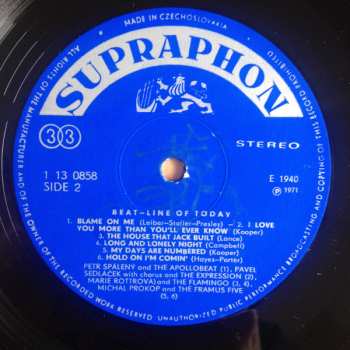 MADE IN CZECHOSLOVAKIA
ALL RIGHTS OF THE MANUFACTURER AND OF THE OWNER OF THE RECORDED WORK RESERVED UNAUTHORIZED PUBLIC PERFORMANCE BROADCASTING AND COPYING OF THIS RECORD PROHIBITED
SUPRAPHON
33
STEREO
1 13 0858
SIDE 2
E 1940
Ⓟ 1971
BEAT-LINE OF TODAY
1. BLAME ON ME (Leiber-Stoller-Presley) – 2. I LOVE
YOU MORE THAN YOU'LL EVER KNOW (Kooper)
3. THE HOUSE THAT JACK BUILT (Lance)
4. LONG AND LONELY NIGHT (Campbell)
5. MY DAYS ARE NUMBERED (Kooper)
6. HOLD ON I'M COMIN' (Hayes-Porter)
PETR SPÁLENÝ and THE APOLLOBEAT (1), PAVEL
SEDLÁČEK with chorus and THE EXPRESSION (2),
MARIE ROTTROVÁ and THE FLAMINGO (3, 4),
MICHAL PROKOP and THE FRAMUS FIVE
(5, 6)